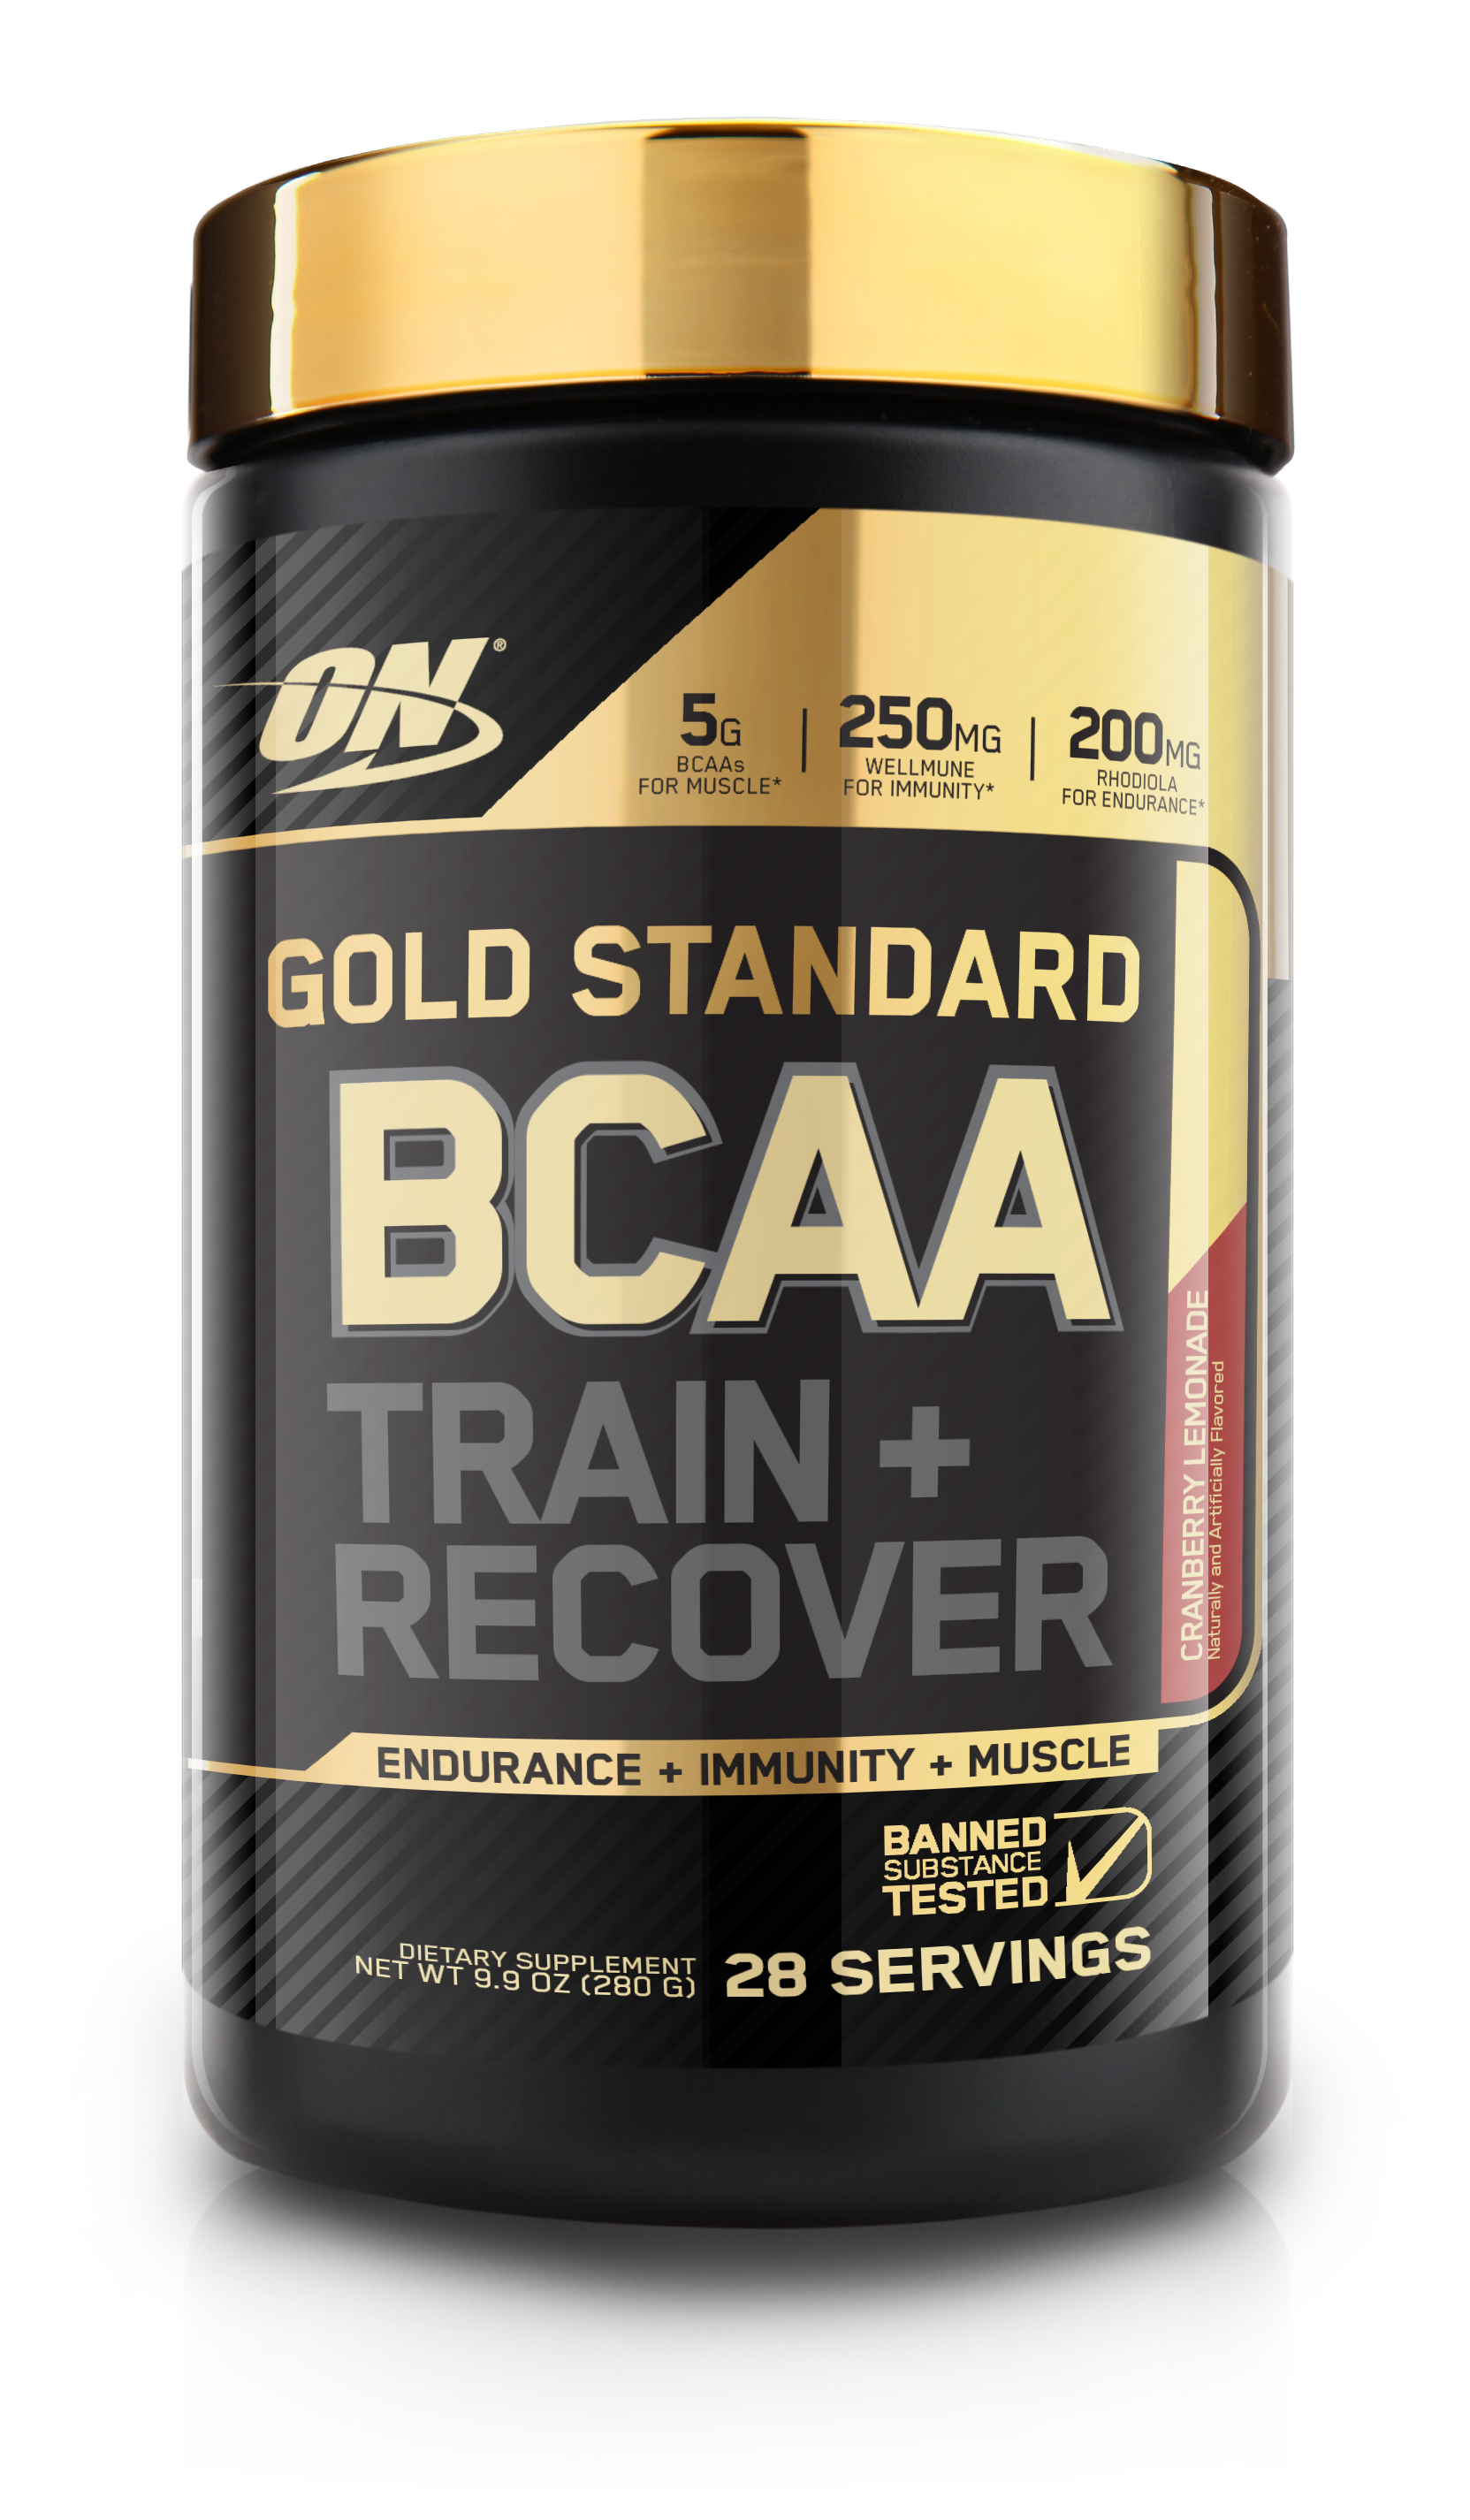 ON®
5G
BCAAs
FOR MUSCLE*
250MG
WELLMUNE
FOR IMMUNITY*
200MG
RHODIOLA
FOR ENDURANCE*
GOLD STANDARD
BCAA
TRAIN +
RECOVER
CRANBERRY LEMONADE
Naturally and Artificially Flavored
ENDURANCE + IMMUNITY + MUSCLE
BANNED
SUBSTANCE
TESTED
DIETARY SUPPLEMENT
NET WT 9.9 OZ (280 G)
28 SERVINGS